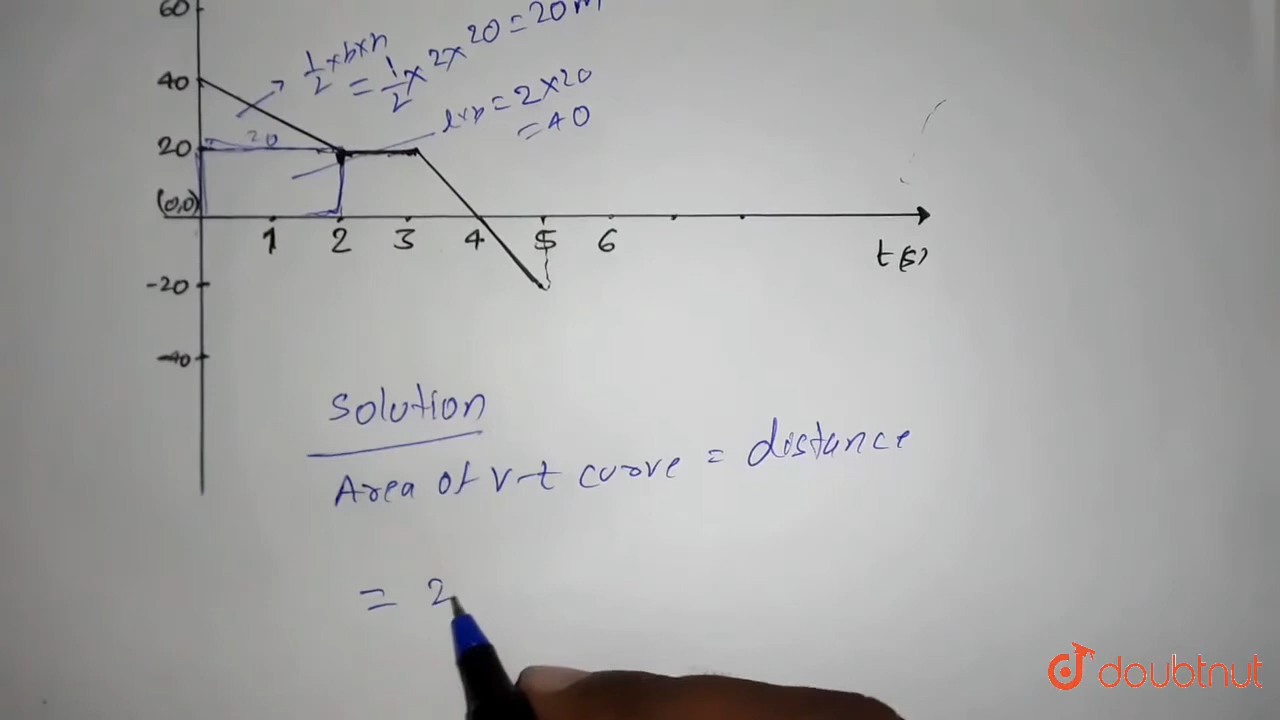 60
1/2 × b × h
= 1/2 × 2 × 20 = 20 m
40
l × b = 2 × 20
= 40
20
20
(0,0)
1 2 3 4 5 6
t (s)
-20
-40
Solution
Area of v-t curve = distance
= 2
doubtnut